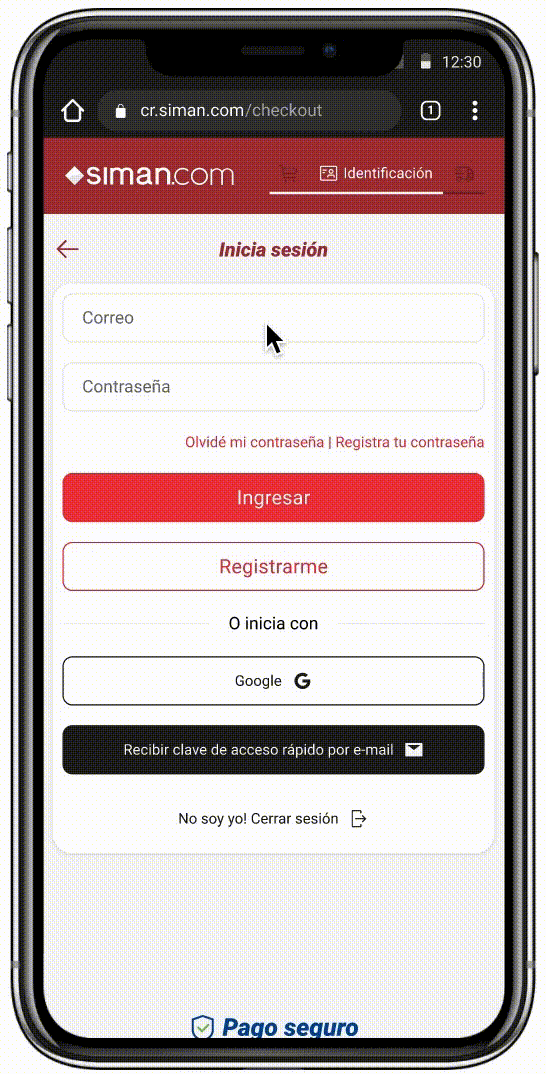 12:30
cr.siman.com/checkout
1
siman.com
Identificación
Inicia sesión
Correo
Contraseña
Olvidé mi contraseña | Registra tu contraseña
Ingresar
Registrarme
O inicia con
Google G
Recibir clave de acceso rápido por e-mail
No soy yo! Cerrar sesión
Pago seguro